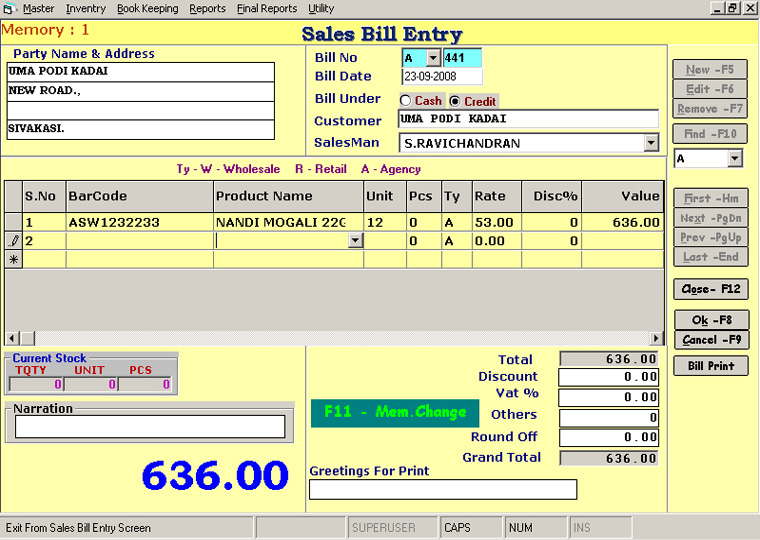 Master Inventory Book Keeping Reports Final Reports Utility
Memory : 1
Sales Bill Entry
Party Name & Address
UMA PODI KADAI
NEW ROAD.,
SIVAKASI.
Bill No A 441
Bill Date 23-09-2008
Bill Under Cash Credit
Customer UMA PODI KADAI
SalesMan S.RAVICHANDRAN
New -F5
Edit -F6
Remove -F7
Find -F10
A
Ty - W - Wholesale R - Retail A - Agency
S.No BarCode Product Name Unit Pcs Ty Rate Disc% Value
1 ASW1232233 NANDI MOGALI 22G 12 0 A 53.00 0 636.00
2 0 A 0.00 0
First -Hm
Next -PgDn
Prev -PgUp
Last -End
Close- F12
Ok -F8
Cancel -F9
Bill Print
Current Stock
TQTY UNIT PCS
0 0 0
Narration
636.00
F11 - Mem.Change
Total 636.00
Discount 0.00
Vat % 0.00
Others 0
Round Off 0.00
Grand Total 636.00
Greetings For Print
Exit From Sales Bill Entry Screen SUPERUSER CAPS NUM INS